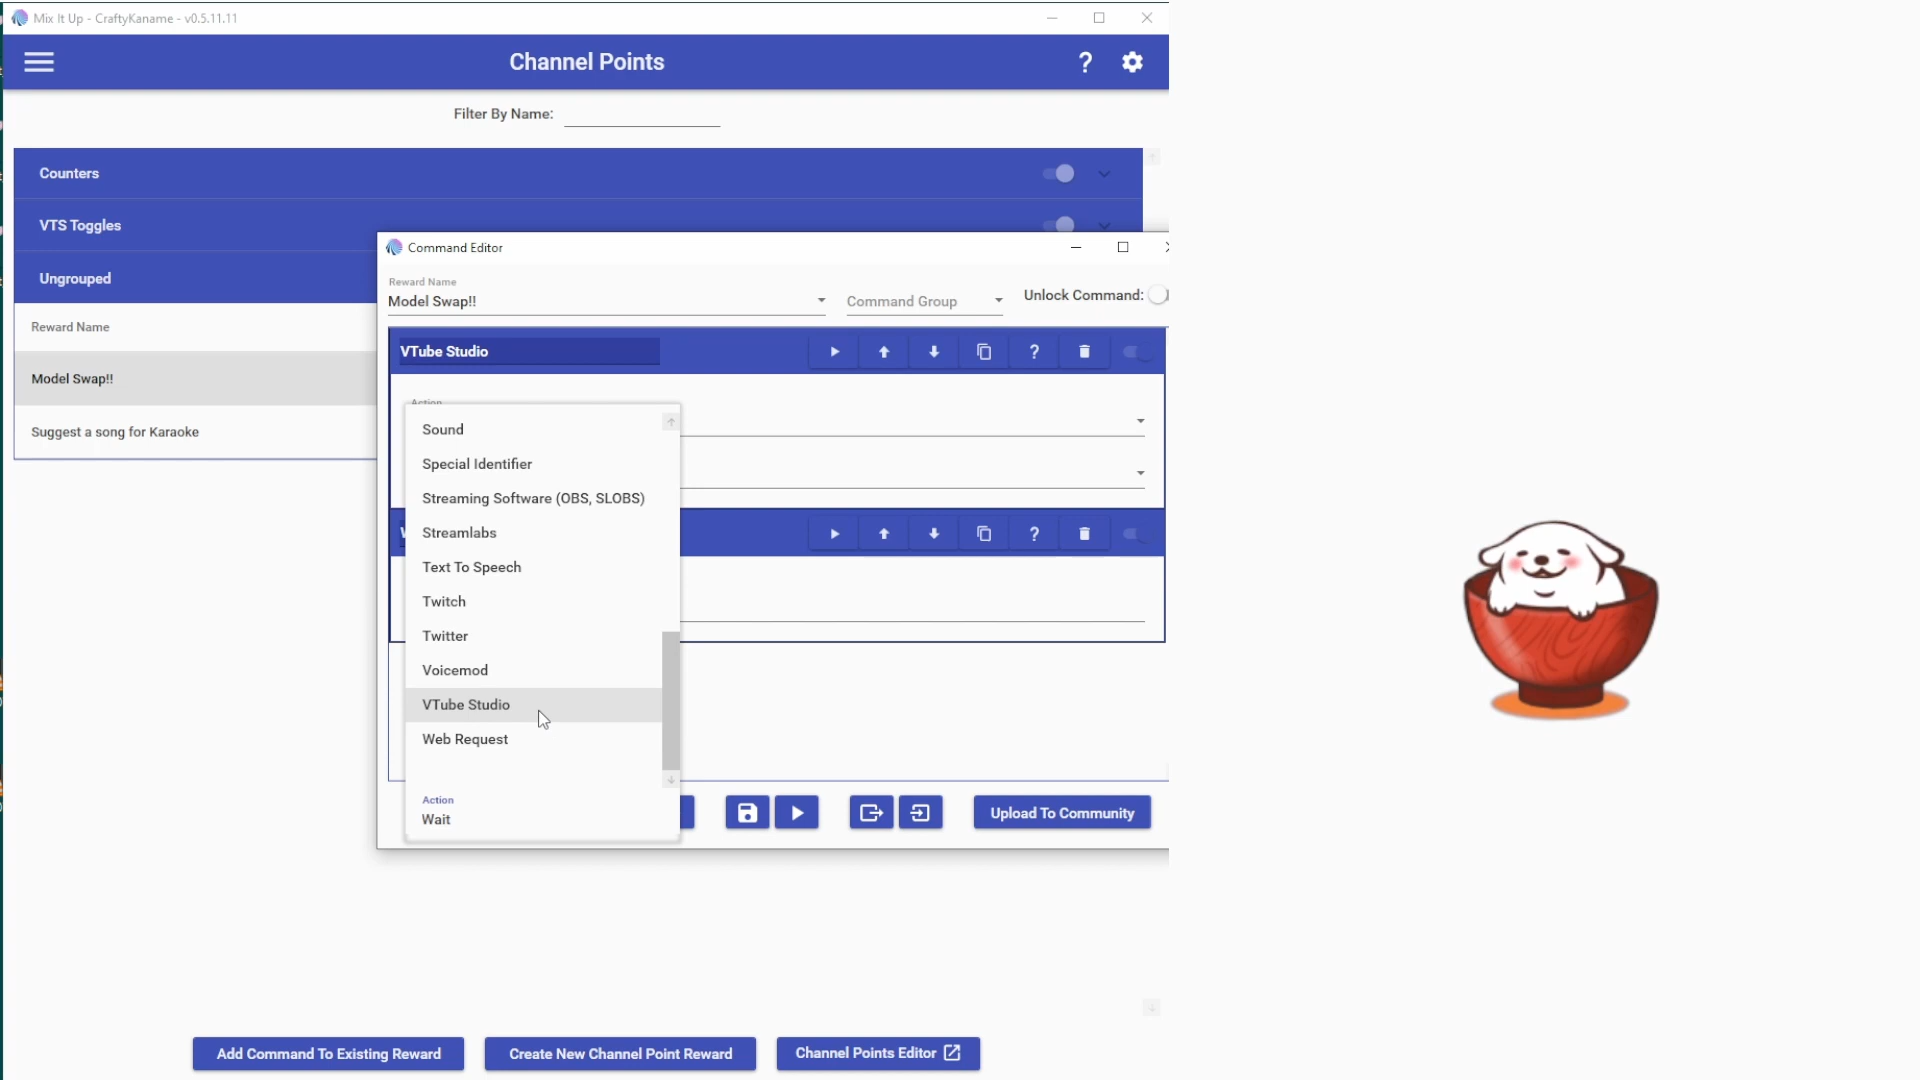 Mix It Up - CraftyKaname - v0.5.11.11
Channel Points
?
Filter By Name:
Counters
VTS Toggles
Ungrouped
Reward Name
Model Swap!!
Suggest a song for Karaoke
Command Editor
Reward Name
Model Swap!!
Command Group
Unlock Command:
VTube Studio
?
Action
Sound
Special Identifier
Streaming Software (OBS, SLOBS)
Streamlabs
?
Text To Speech
Twitch
Twitter
Voicemod
VTube Studio
Web Request
Action
Wait
Upload To Community
Add Command To Existing Reward
Create New Channel Point Reward
Channel Points Editor